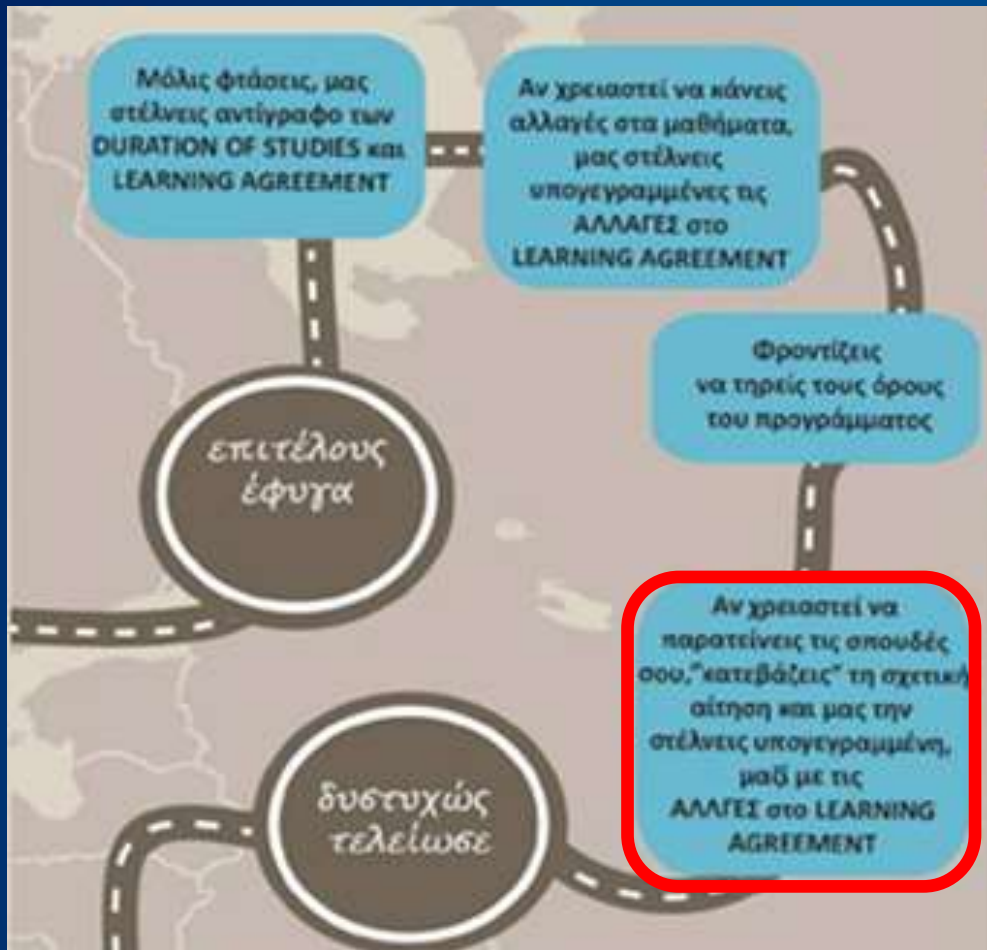 Μόλις φτάσεις, μας
στέλνεις αντίγραφο των
DURATION OF STUDIES και
LEARNING AGREEMENT
Αν χρειαστεί να κάνεις
αλλαγές στα μαθήματα,
μας στέλνεις
υπογεγραμμένες τις
ΑΛΛΑΓΕΣ στο
LEARNING AGREEMENT
Φροντίζεις
να τηρείς τους όρους
του προγράμματος
επιτέλους
έφυγα
Αν χρειαστεί να
παρατείνεις τις σπουδές
σου,"κατεβάζεις" τη σχετική
αίτηση και μας την
στέλνεις υπογεγραμμένη,
μαζί με τις
ΑΛΛΓΕΣ στο LEARNING
AGREEMENT
δυστυχώς
τελείωσε